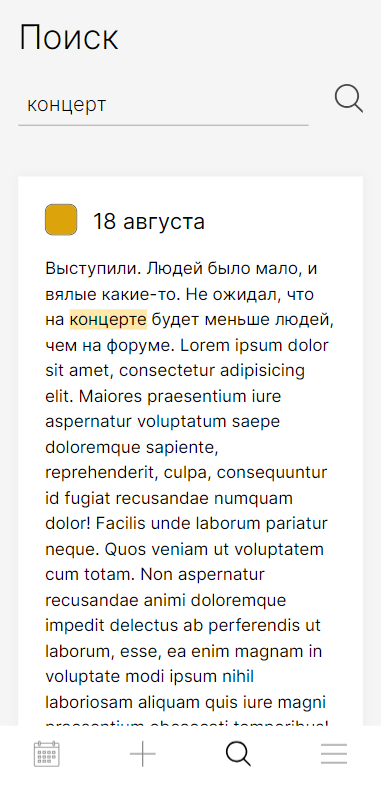 Поиск
концерт
18 августа
Выступили. Людей было мало, и
вялые какие-то. Не ожидал, что
на концерте будет меньше людей,
чем на форуме. Lorem ipsum dolor
sit amet, consectetur adipisicing
elit. Maiores praesentium iure
aspernatur voluptatum saepe
doloremque sapiente,
reprehenderit, culpa, consequuntur
id fugiat recusandae numquam
dolor! Facilis unde laborum pariatur
neque. Quos veniam ut voluptatem
cum totam. Non aspernatur
recusandae animi doloremque
impedit delectus ab perferendis ut
laborum, esse, ea enim magnam in
voluptate modi ipsum nihil
laboriosam aliquam quis iure magni